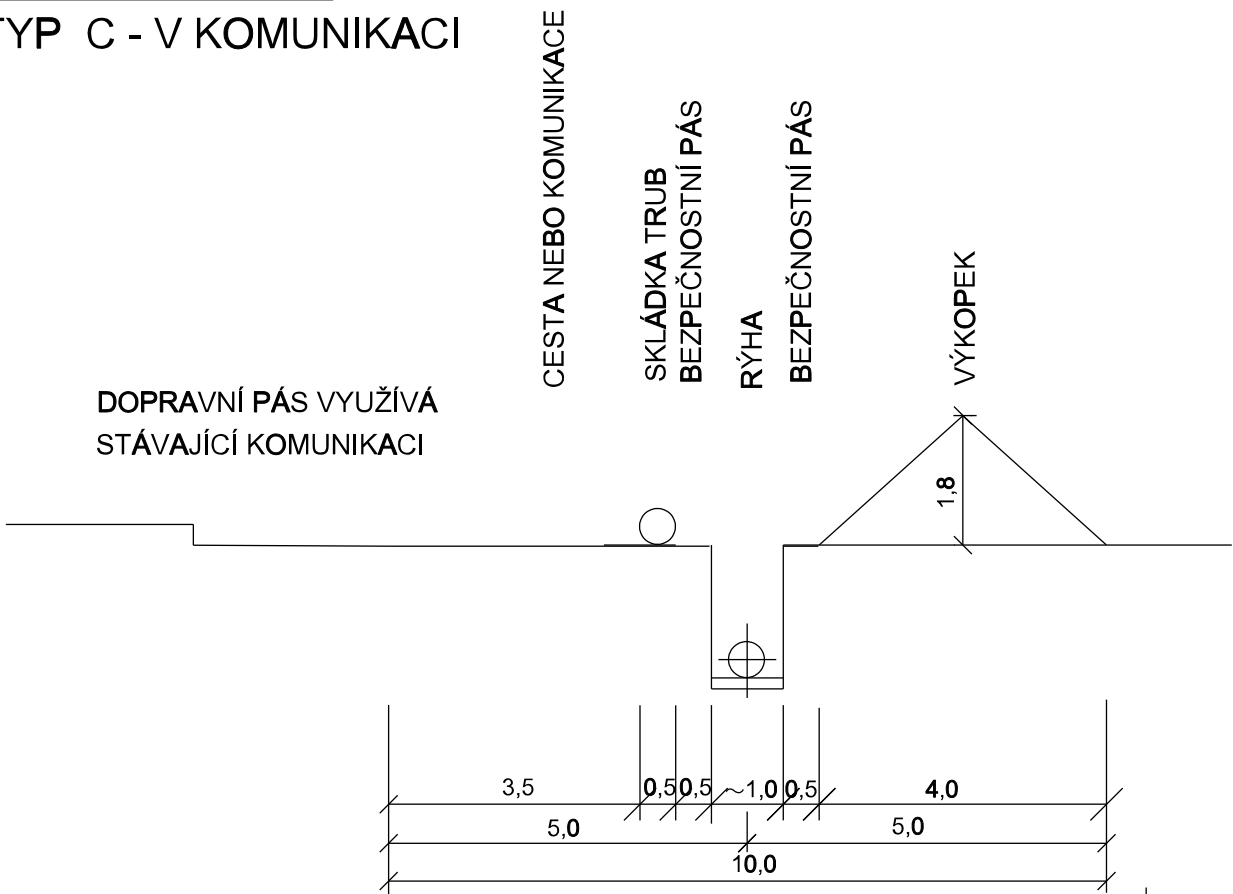 TYP C - V KOMUNIKACI
CESTA NEBO KOMUNIKACE
SKLÁDKA TRUB
BEZPEČNOSTNÍ PÁS
RÝHA
BEZPEČNOSTNÍ PÁS
VÝKOPEK
DOPRAVNÍ PÁS VYUŽÍVÁ
STÁVAJÍCÍ KOMUNIKACI
1,8
3,5 0,5 0,5 ~1,0 0,5 4,0
5,0 5,0
10,0